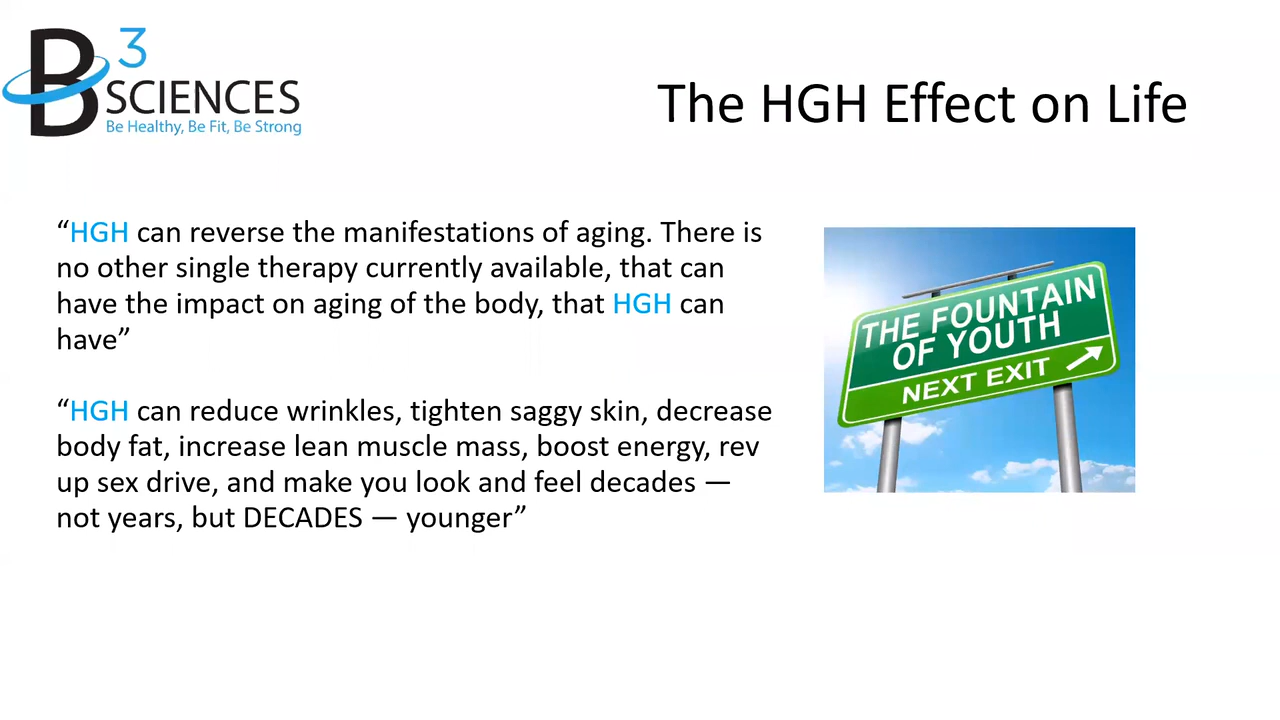 B 3
SCIENCES
Be Healthy, Be Fit, Be Strong
The HGH Effect on Life
“HGH can reverse the manifestations of aging. There is
no other single therapy currently available, that can
have the impact on aging of the body, that HGH can
have”
“HGH can reduce wrinkles, tighten saggy skin, decrease
body fat, increase lean muscle mass, boost energy, rev
up sex drive, and make you look and feel decades —
not years, but DECADES — younger”
THE FOUNTAIN
OF YOUTH
NEXT EXIT